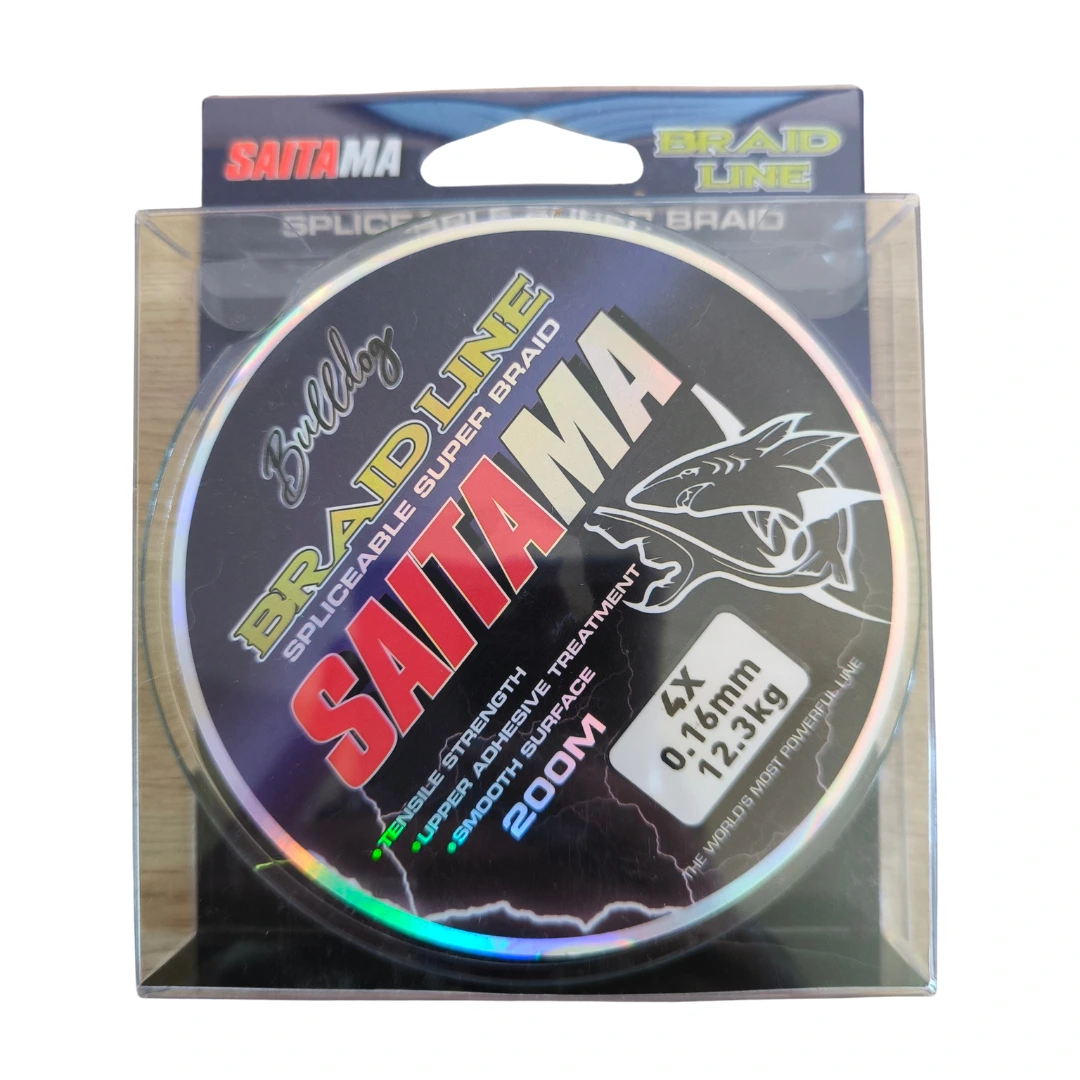 SAITAMA
BRAID
LINE
SPLICEABLE SUPER BRAID
Bulldog
BRAID LINE
SPLICEABLE SUPER BRAID
SAITAMA
•TENSILE STRENGTH
•UPPER ADHESIVE TREATMENT
•SMOOTH SURFACE
200M
4X
0.16mm
12.3kg
THE WORLD'S MOST POWERFUL LINE